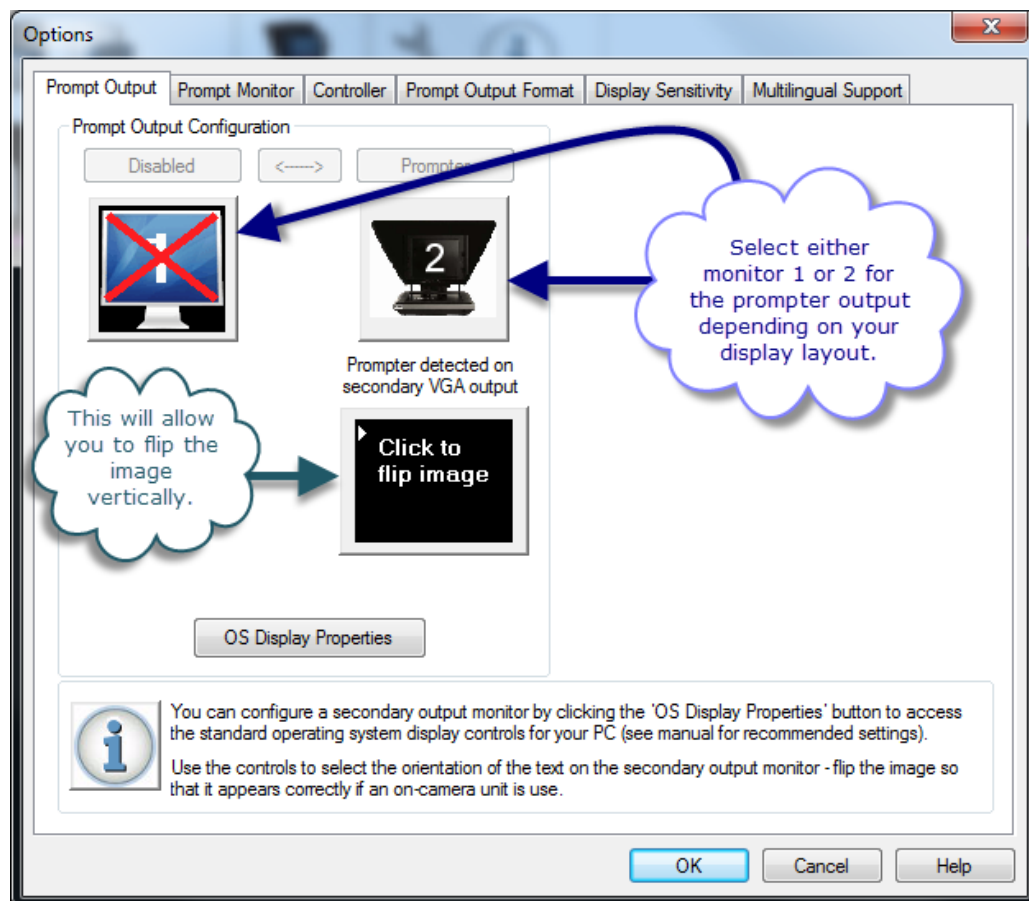 Options
X
Prompt Output
Prompt Monitor
Controller
Prompt Output Format
Display Sensitivity
Multilingual Support
Prompt Output Configuration
Disabled
<----->
Prompter
1
2
Select either
monitor 1 or 2 for
the prompter output
depending on your
display layout.
Prompter detected on
secondary VGA output
This will allow
you to flip the
image
vertically.
Click to
flip image
OS Display Properties
i
You can configure a secondary output monitor by clicking the 'OS Display Properties' button to access
the standard operating system display controls for your PC (see manual for recommended settings).
Use the controls to select the orientation of the text on the secondary output monitor - flip the image so
that it appears correctly if an on-camera unit is use.
OK
Cancel
Help